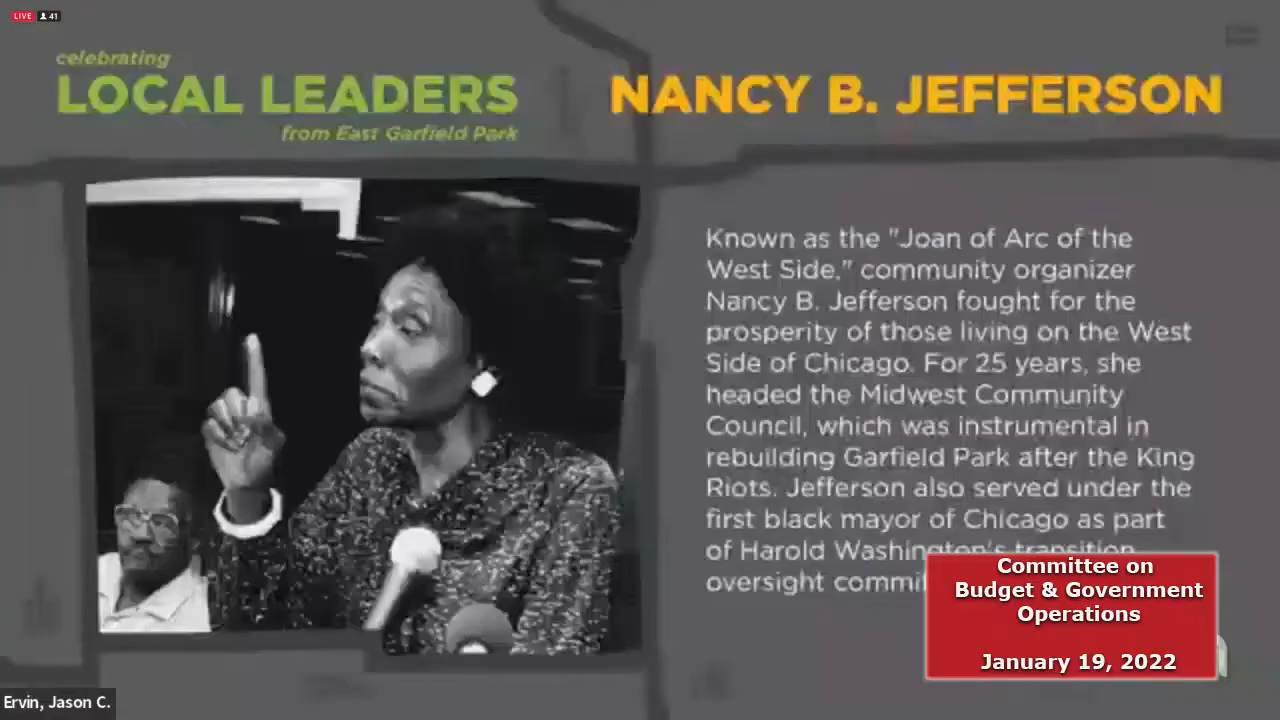 LIVE 41
celebrating
LOCAL LEADERS
from East Garfield Park
NANCY B. JEFFERSON
Known as the "Joan of Arc of the
West Side," community organizer
Nancy B. Jefferson fought for the
prosperity of those living on the West
Side of Chicago. For 25 years, she
headed the Midwest Community
Council, which was instrumental in
rebuilding Garfield Park after the King
Riots. Jefferson also served under the
first black mayor of Chicago as part
of Harold Washington's transition
oversight
Committee on
Budget & Government
Operations
January 19, 2022
Ervin, Jason C.